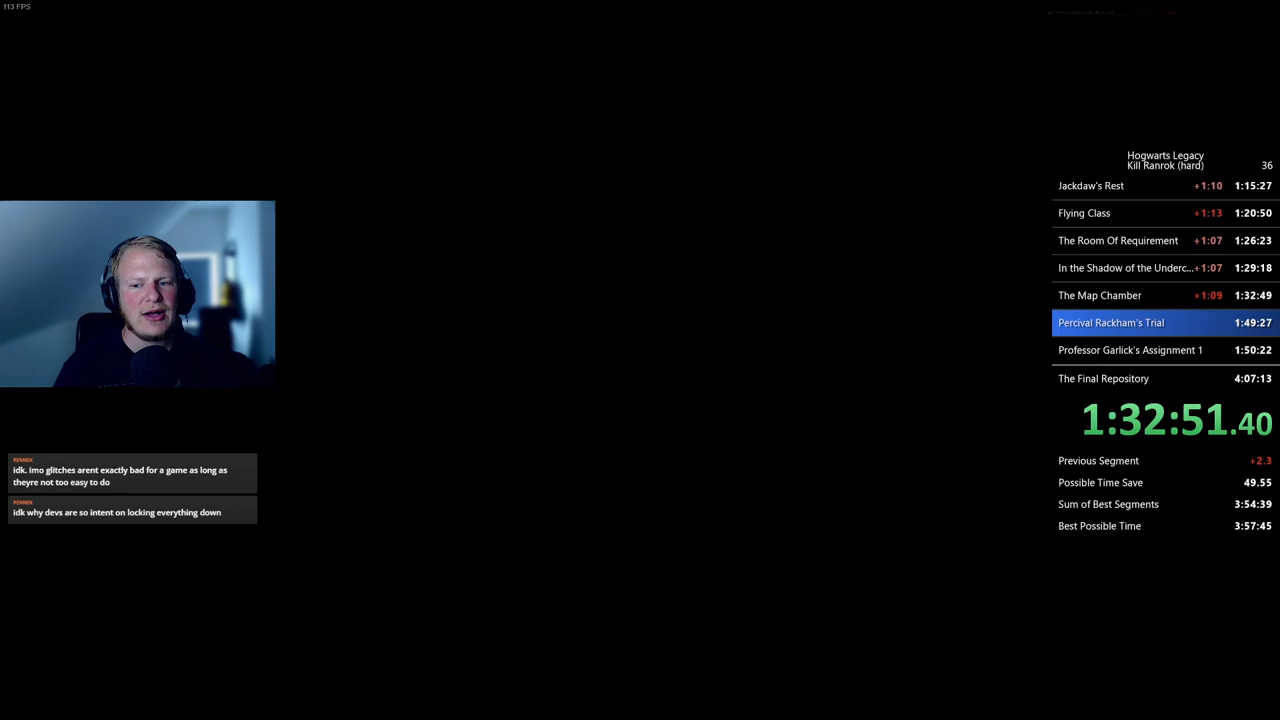 113 FPS
Hogwarts Legacy
Kill Ranrok (hard) 36
Jackdaw's Rest +1:10 1:15:27
Flying Class +1:13 1:20:50
The Room Of Requirement +1:07 1:26:23
In the Shadow of the Underc... +1:07 1:29:18
The Map Chamber +1:09 1:32:49
Percival Rackham's Trial 1:49:27
Professor Garlick's Assignment 1 1:50:22
The Final Repository 4:07:13
1:32:51.40
Previous Segment +2.3
Possible Time Save 49.55
Sum of Best Segments 3:54:39
Best Possible Time 3:57:45
idk. imo glitches arent exactly bad for a game as long as
theyre not too easy to do
idk why devs are so intent on locking everything down